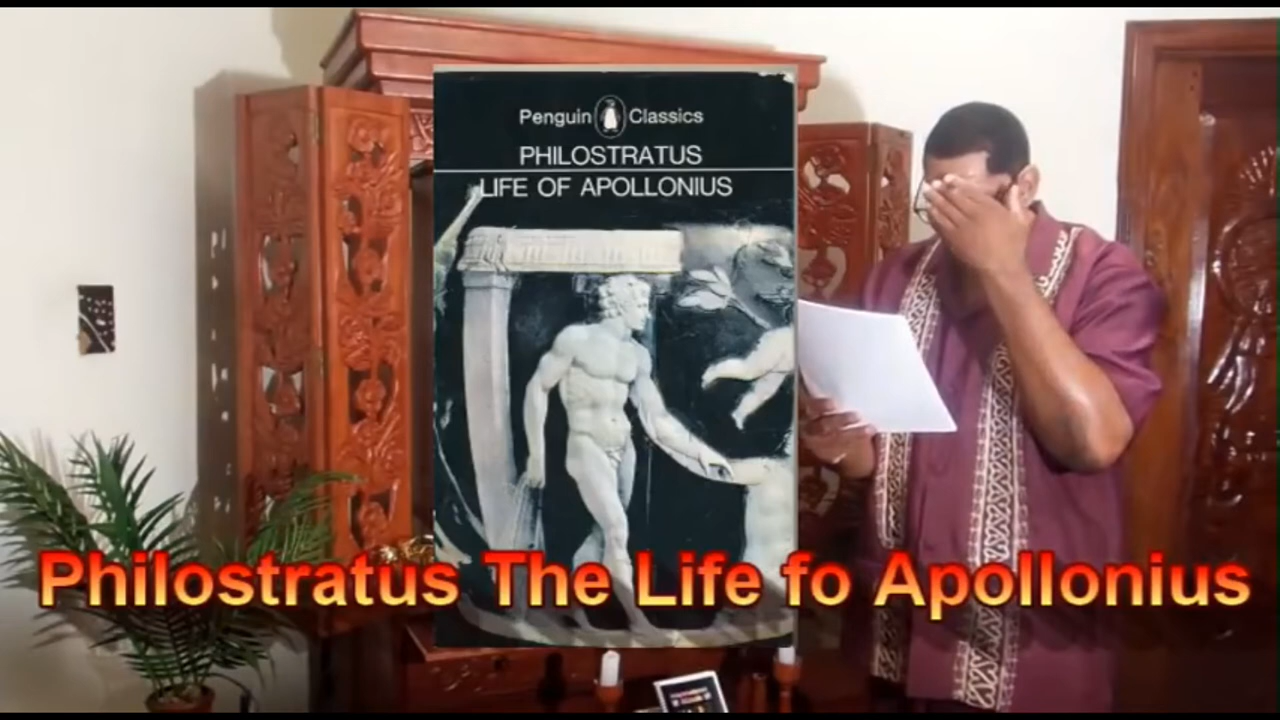 Penguin Classics
PHILOSTRATUS
LIFE OF APOLLONIUS
Philostratus The Life fo Apollonius